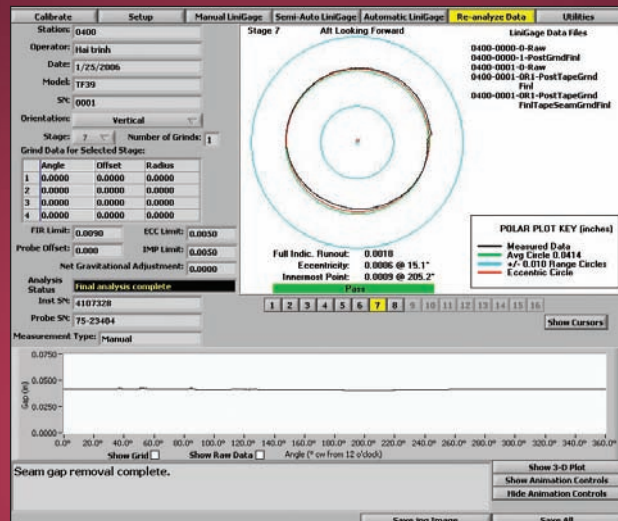 Calibrate Setup Manual LiniGage Semi-Auto LiniGage Automatic LiniGage Re-analyze Data Utilities
Station: 0400
Operator: Hai trinh
Date: 1/25/2006
Model: TF39
SN: 0001
Orientation: Vertical
Stage: 7 Number of Grinds: 1
Grind Data for Selected Stage:
Angle Offset Radius
1 0.0000 0.0000 0.0000
2 0.0000 0.0000 0.0000
3 0.0000 0.0000 0.0000
4 0.0000 0.0000 0.0000
FIR Limit: 0.0090 ECC Limit: 0.0030
Probe Offset: 0.000 IMP Limit: 0.0050
Net Gravitational Adjustment: 0.0000
Analysis Status Final analysis complete
Inst SN: 4107328
Probe SN: 75-23404
Measurement Type: Manual
Stage 7 Aft Looking Forward
LiniGage Data Files
0400-0000-0-Raw
0400-0000-1-PostGrndFinl
0400-0001-0-Raw
0400-0001-0R1-PostTapeGrnd
Finl
0400-0001-0R1-PostTapeGrnd
FinlTapeSeamGrndFinl
POLAR PLOT KEY (inches)
Measured Data
Avg Circle 0.0414
+/- 0.010 Range Circles
Eccentric Circle
Full Indic. Runout: 0.0018
Eccentricity: 0.0006 @ 15.1°
Innermost Point: 0.0009 @ 205.2°
Pass
1 2 3 4 5 6 7 8 9 10 11 12 13 14 15 16
Show Cursors
Gap (in)
0.0750
0.0500
0.0250
0.0000
0.0° 20.0° 40.0° 60.0° 80.0° 100.0° 120.0° 140.0° 160.0° 180.0° 200.0° 220.0° 240.0° 260.0° 280.0° 300.0° 320.0° 340.0° 360.0°
Show Grid Show Raw Data Angle (° cw from 12 o'clock)
Seam gap removal complete.
Show 3-D Plot
Show Animation Controls
Hide Animation Controls
Save jpg Image Save All